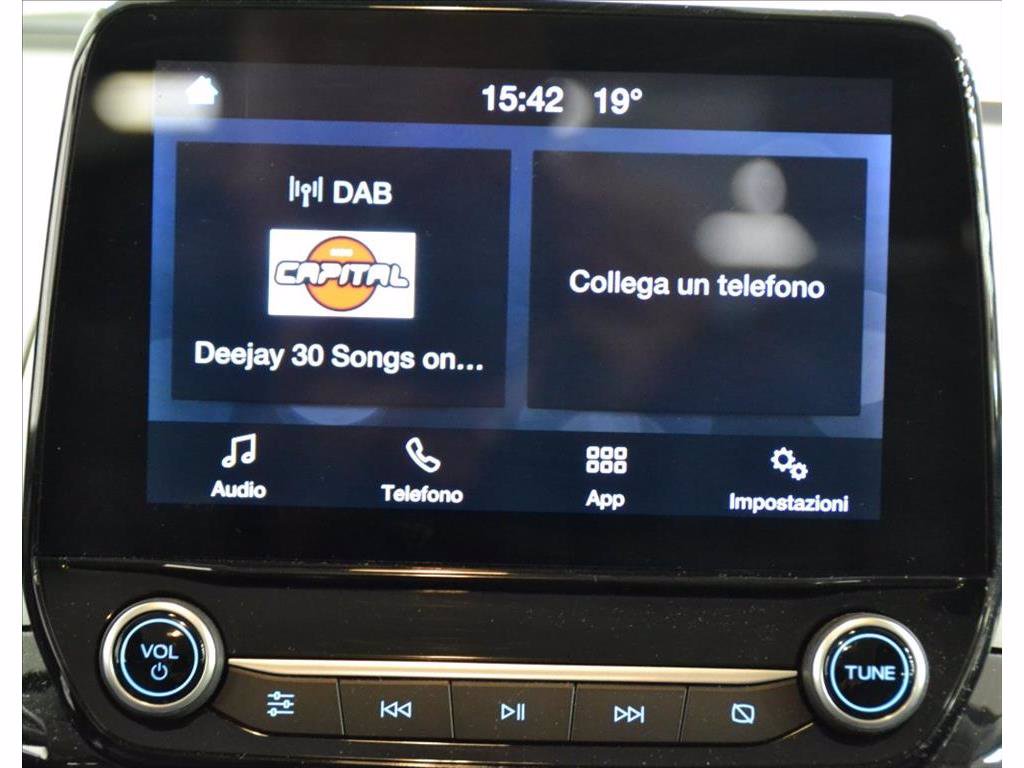 15:42 19°
DAB
CAPITAL
Deejay 30 Songs on...
Collega un telefono
Audio
Telefono
App
Impostazioni
VOL
TUNE